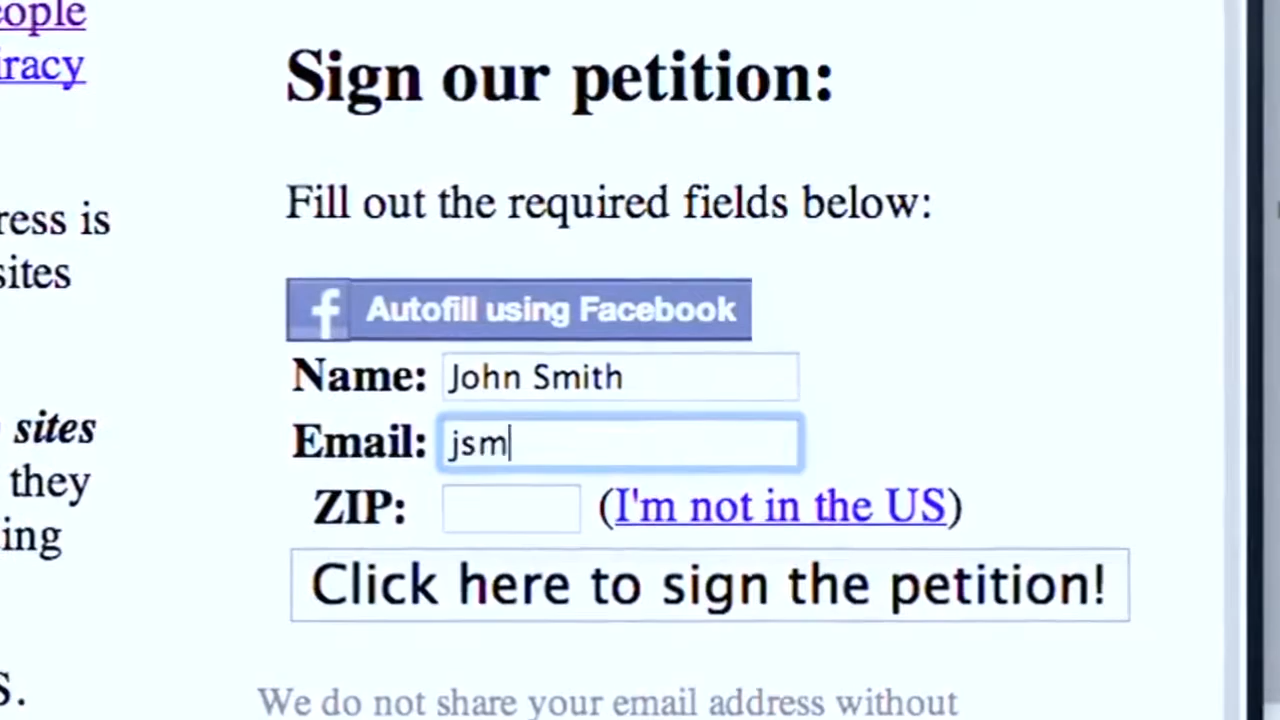 Sign our petition:
Fill out the required fields below:
f Autofill using Facebook
Name: John Smith
Email: jsm
ZIP: (I'm not in the US)
Click here to sign the petition!
We do not share your email address without
ress is
sites
sites
they
ing